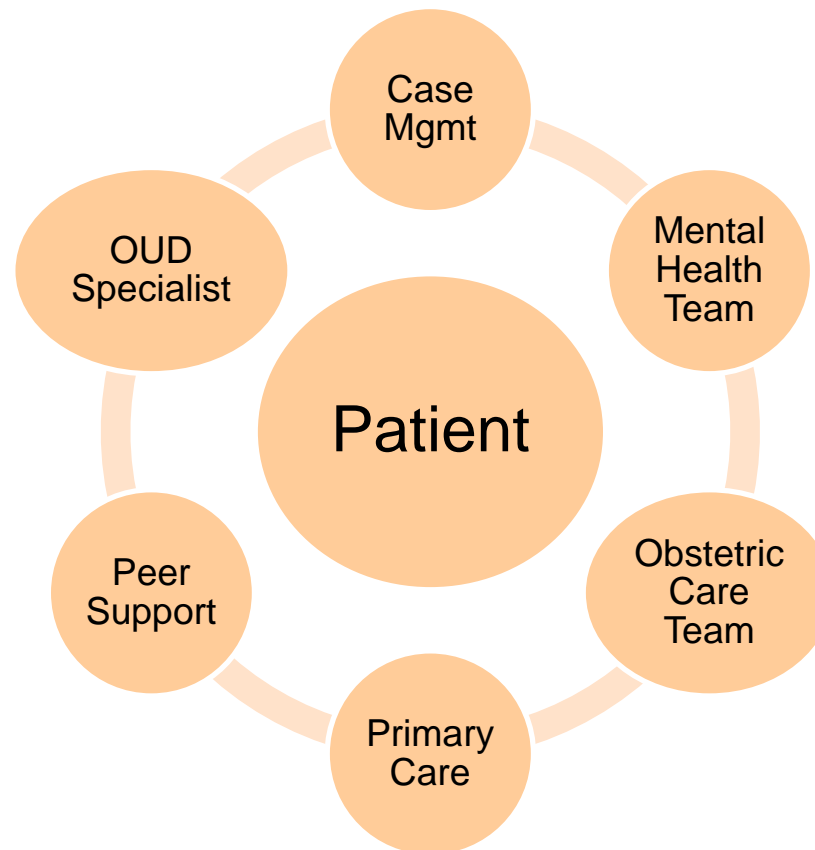 Case
Mgmt
Mental
Health
Team
Obstetric
Care
Team
Primary
Care
Peer
Support
OUD
Specialist
Patient